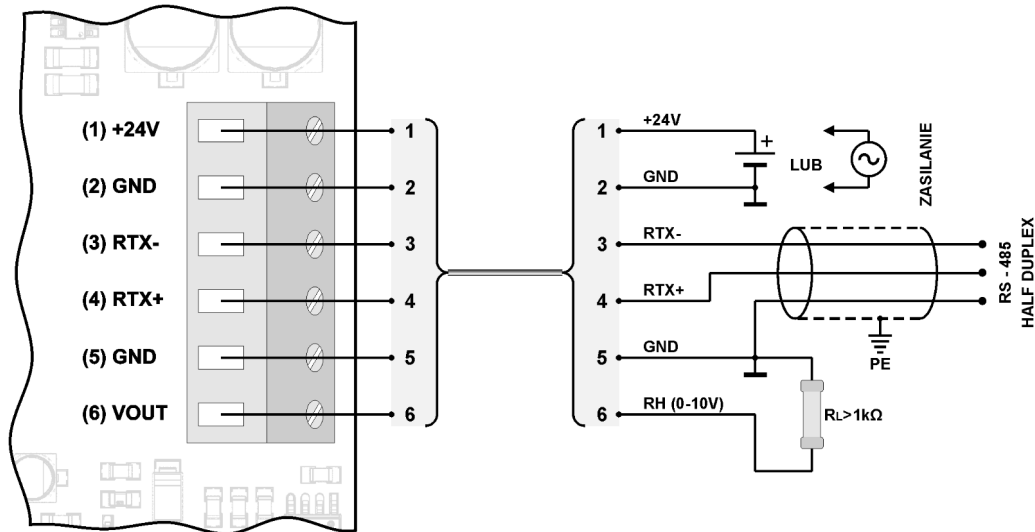 (1) +24V
(2) GND
(3) RTX-
(4) RTX+
(5) GND
(6) VOUT
1
2
3
4
5
6
1
2
3
4
5
6
+24V
GND
RTX-
RTX+
GND
RH (0-10V)
+
LUB
ZASILANIE
RS - 485
HALF DUPLEX
PE
RL>1kΩ